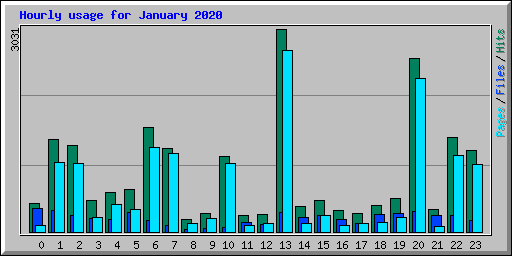 Hourly usage for January 2020
3031
Pages/Files/Hits
0 1 2 3 4 5 6 7 8 9 10 11 12 13 14 15 16 17 18 19 20 21 22 23